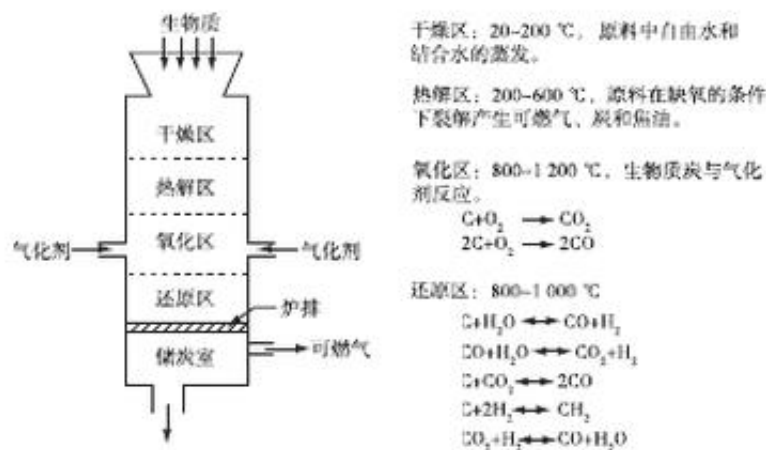 生物质
干燥区
热解区
气化剂
氧化区
气化剂
还原区
炉排
储炭室
可燃气
干燥区：20~200 ℃，原料中自由水和
结合水的蒸发。
热解区：200~600 ℃，原料在缺氧的条件
下裂解产生可燃气、炭和焦油。
氧化区：800~1 200 ℃，生物质炭与气化
剂反应。
C+O₂ → CO₂
2C+O₂ → 2CO
还原区：800~1 000 ℃
C+H₂O ↔ CO+H₂
CO+H₂O ↔ CO₂+H₂
C+CO₂ ↔ 2CO
C+2H₂ ↔ CH₂
CO₂+H₂ ↔ CO+H₂O